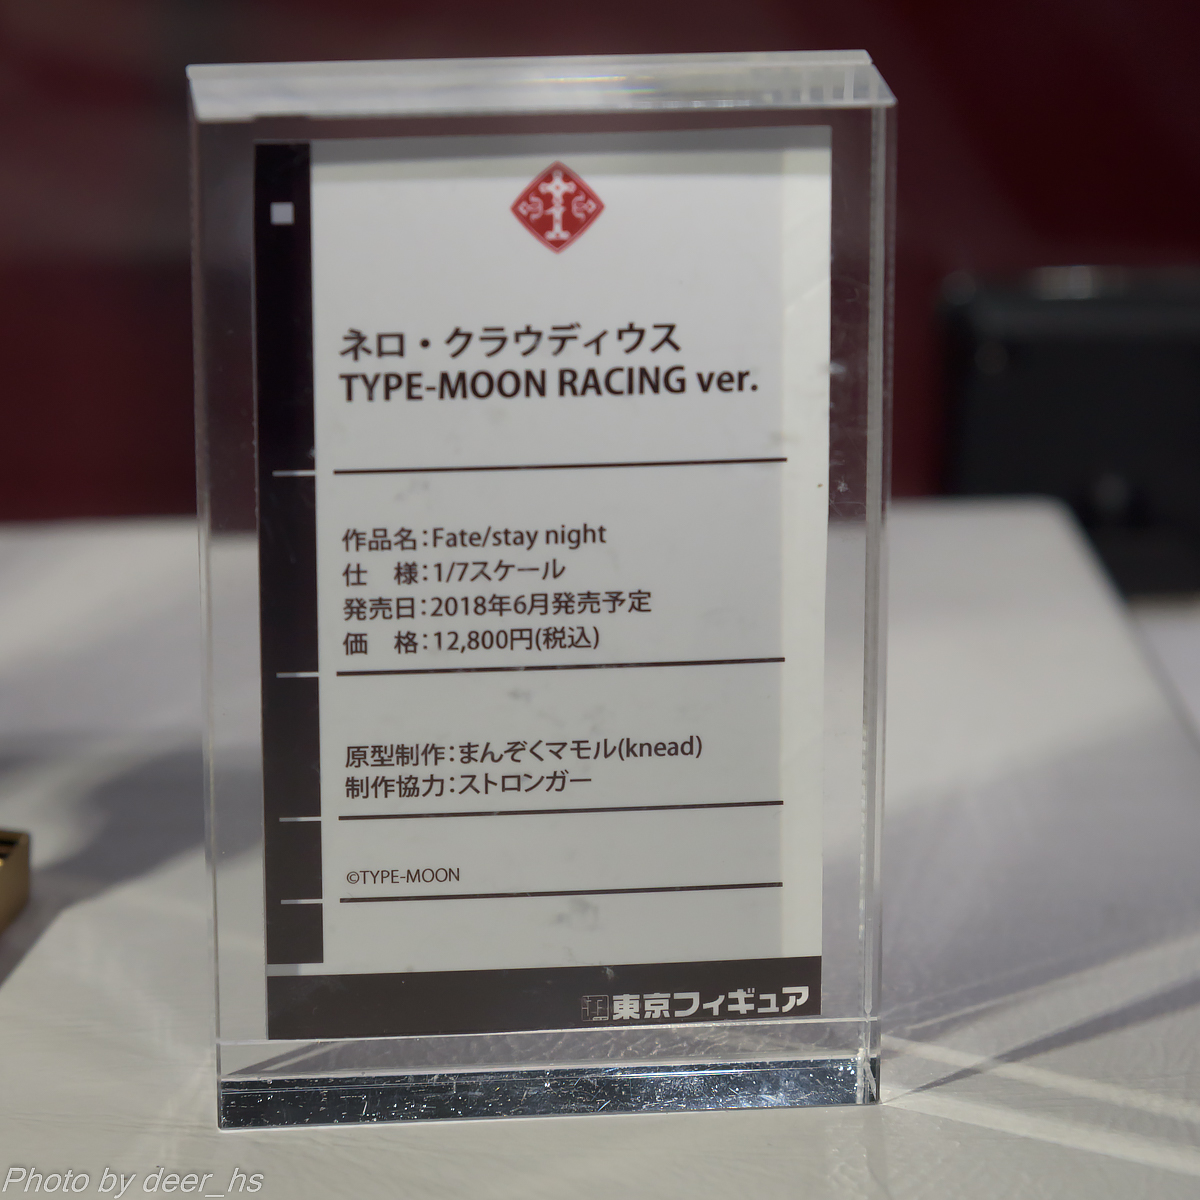 ネロ・クラウディウス
TYPE-MOON RACING ver.
作品名：Fate/stay night
仕　様：1/7スケール
発売日：2018年6月発売予定
価　格：12,800円(税込)
原型制作：まんぞくマモル(knead)
制作協力：ストロンガー
©TYPE-MOON
東京フィギュア
Photo by deer_hs